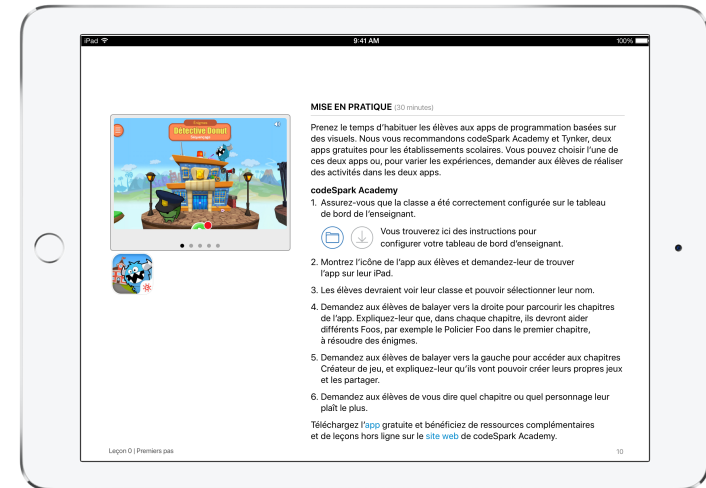 iPad
9:41 AM
100%
MISE EN PRATIQUE (30 minutes)
Prenez le temps d'habituer les élèves aux apps de programmation basées sur
des visuels. Nous vous recommandons codeSpark Academy et Tynker, deux
apps gratuites pour les établissements scolaires. Vous pouvez choisir l'une de
ces deux apps ou, pour varier les expériences, demander aux élèves de réaliser
des activités dans les deux apps.
codeSpark Academy
1. Assurez-vous que la classe a été correctement configurée sur le tableau
de bord de l'enseignant.
Vous trouverez ici des instructions pour
configurer votre tableau de bord d'enseignant.
2. Montrez l'icône de l'app aux élèves et demandez-leur de trouver
l'app sur leur iPad.
3. Les élèves devraient voir leur classe et pouvoir sélectionner leur nom.
4. Demandez aux élèves de balayer vers la droite pour parcourir les chapitres
de l'app. Expliquez-leur que, dans chaque chapitre, ils devront aider
différents Foos, par exemple le Policier Foo dans le premier chapitre,
à résoudre des énigmes.
5. Demandez aux élèves de balayer vers la gauche pour accéder aux chapitres
Créateur de jeu, et expliquez-leur qu'ils vont pouvoir créer leurs propres jeux
et les partager.
6. Demandez aux élèves de vous dire quel chapitre ou quel personnage leur
plaît le plus.
Téléchargez l'app gratuite et bénéficiez de ressources complémentaires
et de leçons hors ligne sur le site web de codeSpark Academy.
Detective Donut
Leçon 0 | Premiers pas
10